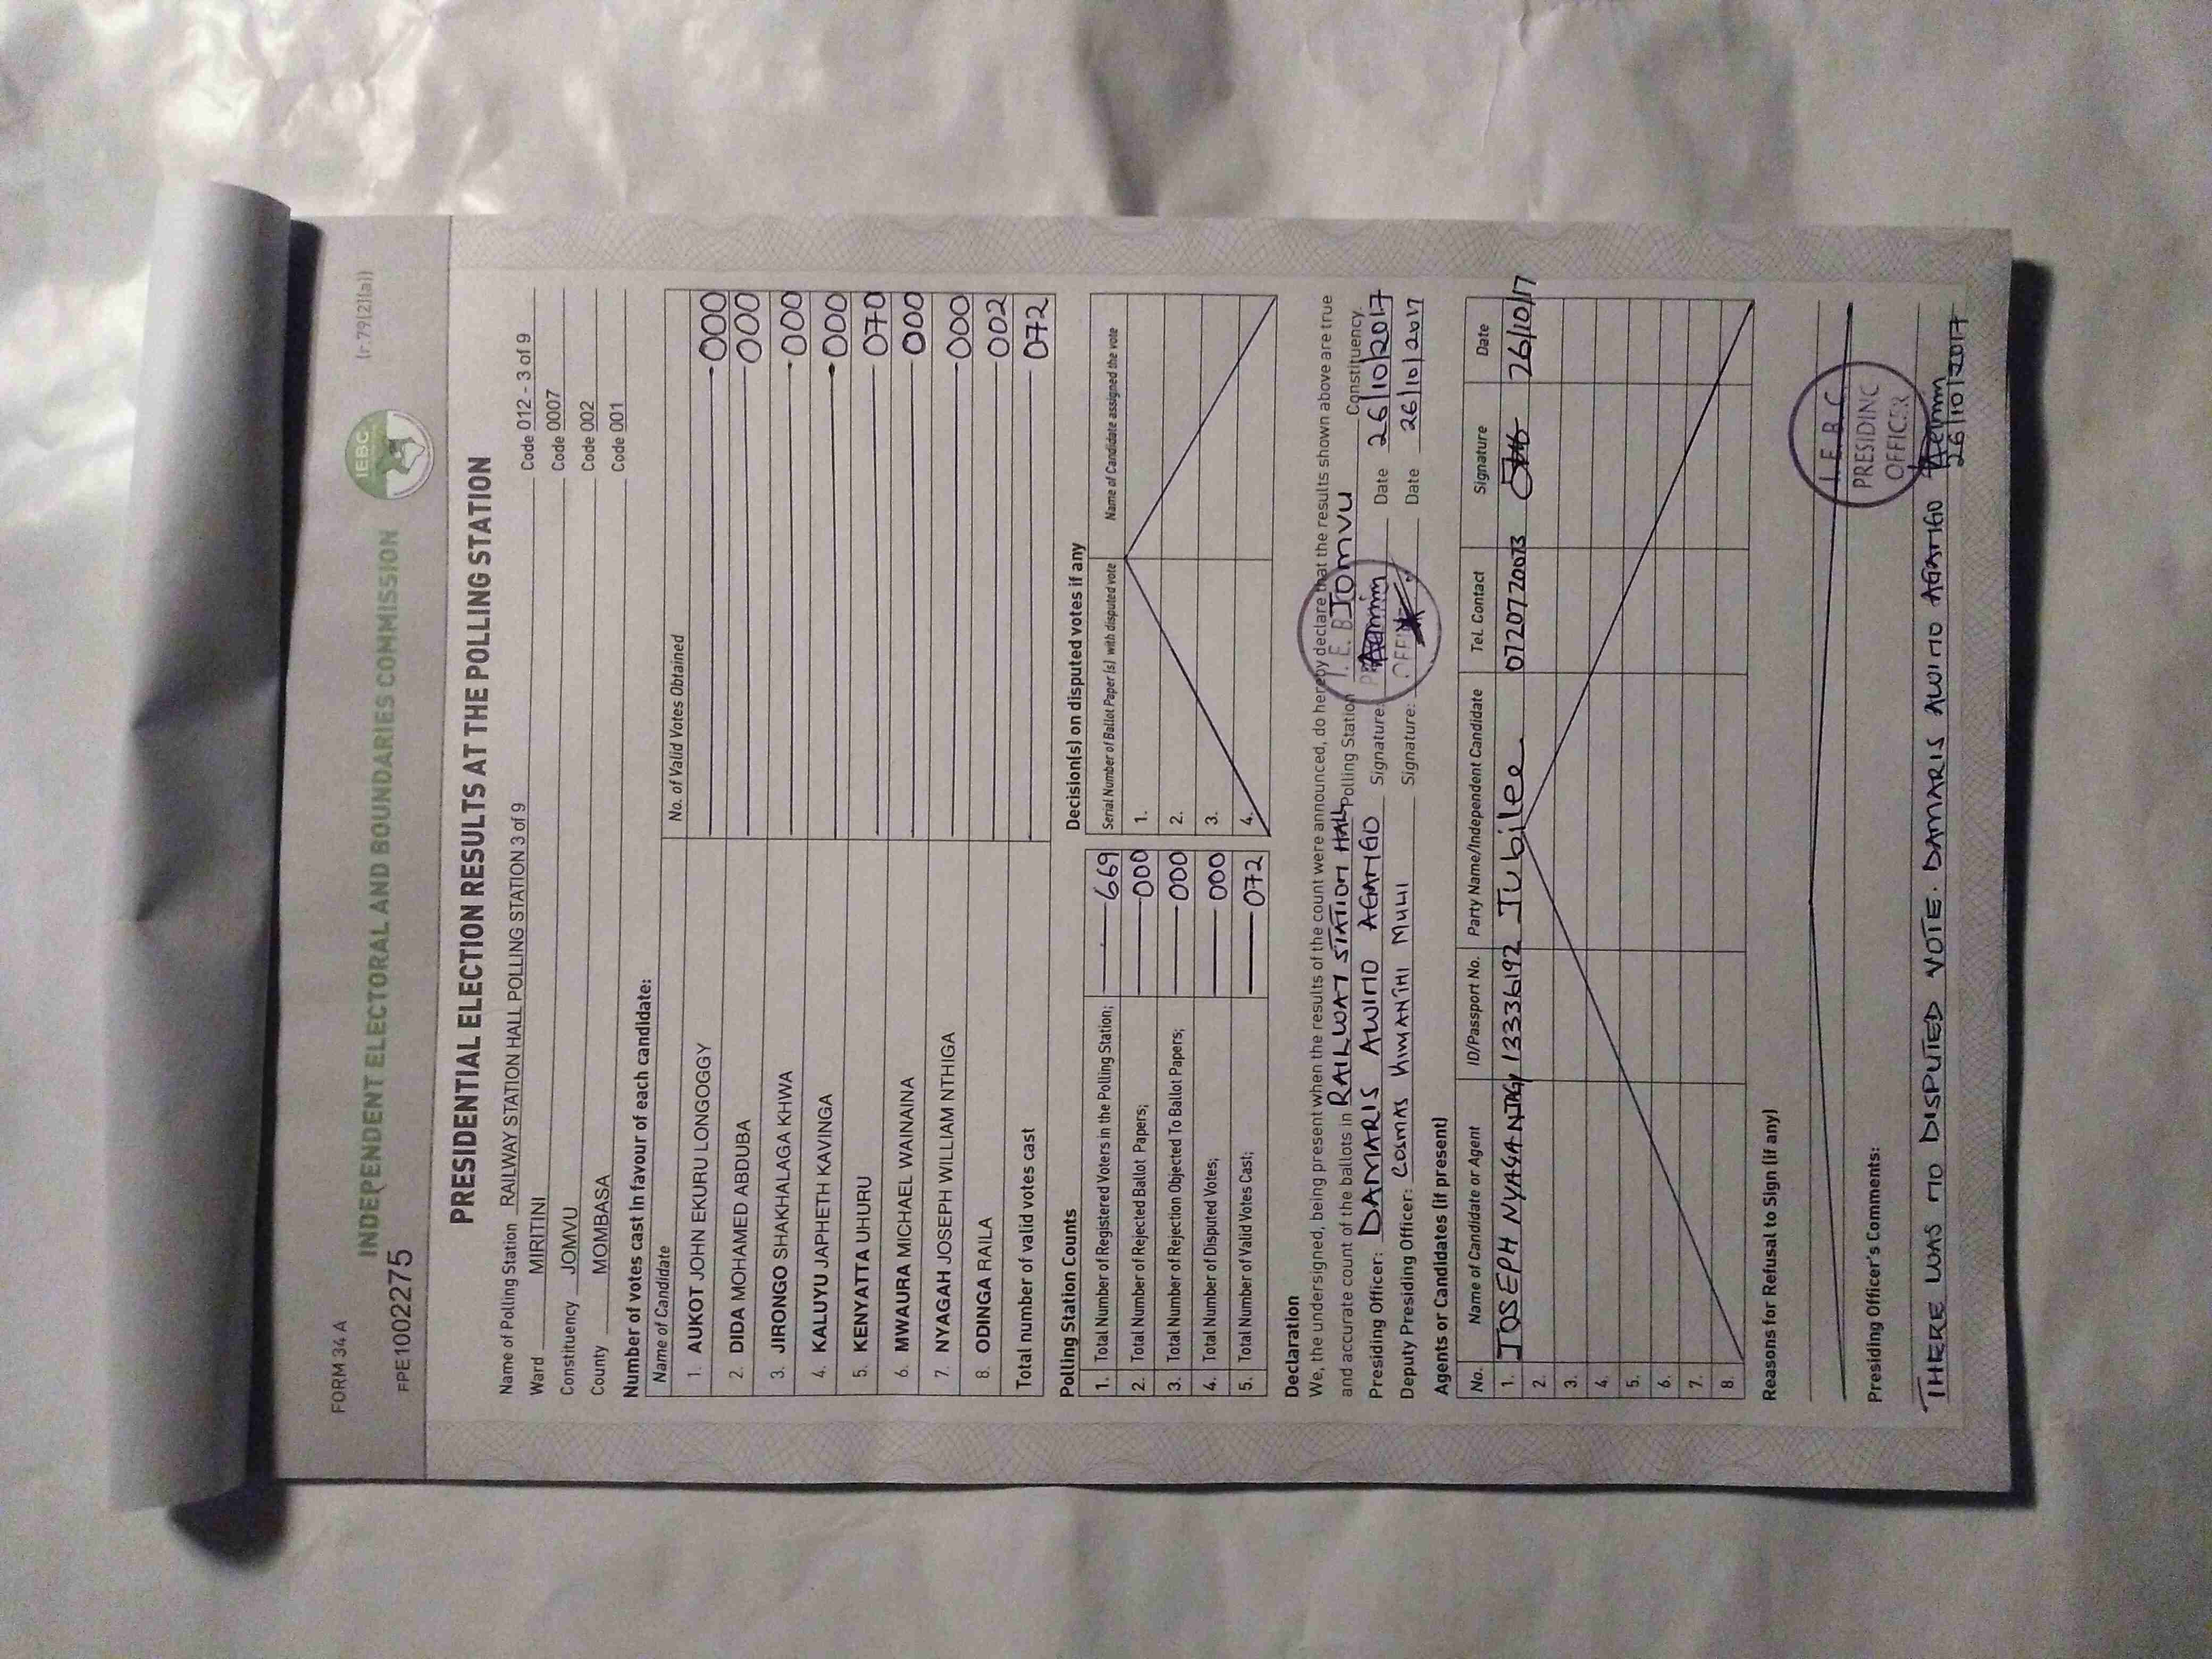 FORM 34 A
(r.79(2)(a))
INDEPENDENT ELECTORAL AND BOUNDARIES COMMISSION
IEBC
FPE10022275
PRESIDENTIAL ELECTION RESULTS AT THE POLLING STATION
Name of Polling Station RAILWAY STATION HALL POLLING STATION 3 of 9 Code 012 - 3 of 9
Ward MIRITINI Code 0007
Constituency JOMVU Code 002
County MOMBASA Code 001
Number of votes cast in favour of each candidate:
Name of Candidate No. of Valid Votes Obtained
1. AUKOT JOHN EKURU LONGOGGY 000
2. DIDA MOHAMED ABDUBA 000
3. JIRONGO SHAKHALAGA KHWA 000
4. KALUYU JAPHETH KAVINGA 000
5. KENYATTA UHURU 070
6. MWAURA MICHAEL WAINAINA 000
7. NYAGAH JOSEPH WILLIAM NTHIGA 000
8. ODINGA RAILA 002
Total number of valid votes cast 072
Polling Station Counts
1. Total Number of Registered Voters in the Polling Station; 669
2. Total Number of Rejected Ballot Papers; 000
3. Total Number of Rejection Objected To Ballot Papers; 000
4. Total Number of Disputed Votes; 000
5. Total Number of Valid Votes Cast; 072
Decision(s) on disputed votes if any
Serial Number of Ballot Paper (s) with disputed vote Name of Candidate assigned the vote
1.
2.
3.
4.
Declaration
We, the undersigned, being present when the results of the count were announced, do hereby declare that the results shown above are true
and accurate count of the ballots in RAILWAY STATION HALL Polling Station JOMVU Constituency.
Presiding Officer: DAMARIS AWINO AGANGO Signature: Date 26/10/2017
Deputy Presiding Officer: COSMAS KIMANTHI MULI Signature: Date 26/10/2017
Agents or Candidates (if present)
No. Name of Candidate or Agent ID/Passport No. Party Name/Independent Candidate Tel. Contact Signature Date
1. JOSEPH 13336192 Jubilee 0720720073 26/10/17
2.
3.
4.
5.
6.
7.
8.
Reasons for Refusal to Sign (if any)
I.E.B.C
PRESIDING
OFFICER
Presiding Officer's Comments:
THERE WAS NO DISPUTED VOTE. DAMARIS AWINO AGANGO
26/10/2017